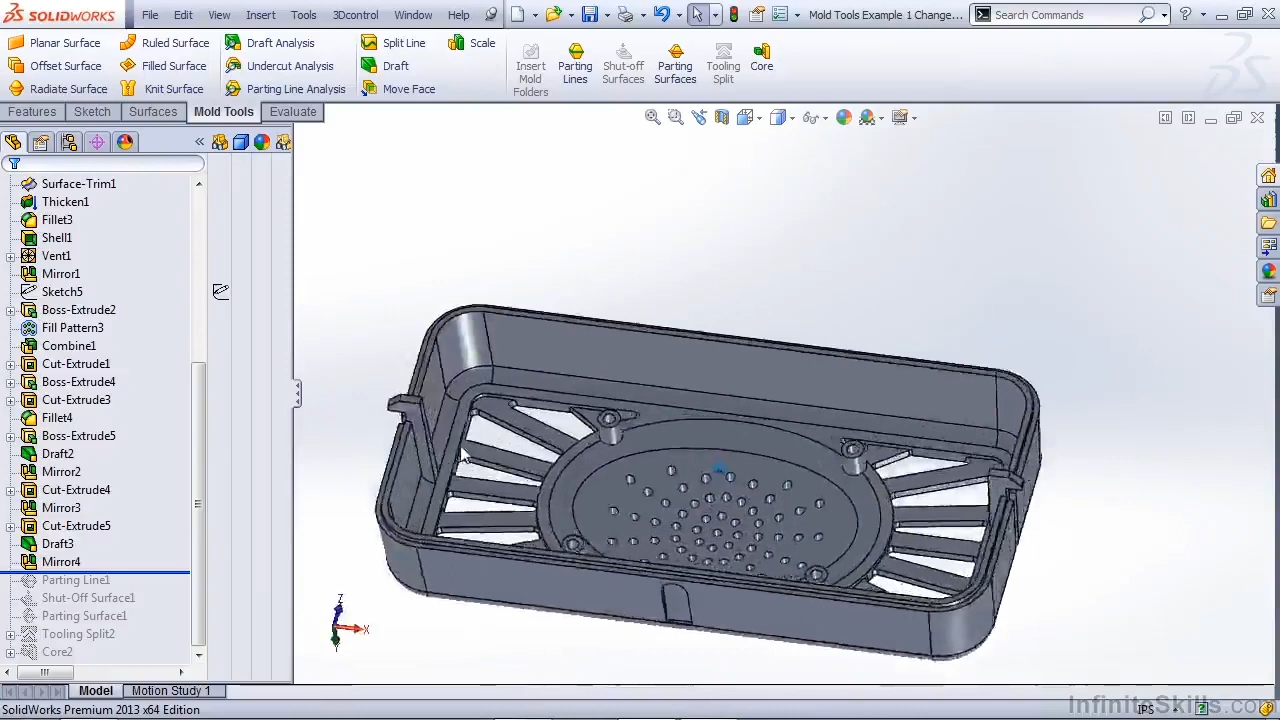 SOLIDWORKS File Edit View Insert Tools 3Dcontrol Window Help Mold Tools Example 1 Change... Search Commands
Planar Surface Ruled Surface Draft Analysis Split Line Scale
Offset Surface Filled Surface Undercut Analysis Draft
Radiate Surface Knit Surface Parting Line Analysis Move Face
Insert Mold Folders Parting Lines Shut-off Surfaces Parting Surfaces Tooling Split Core
Features Sketch Surfaces Mold Tools Evaluate
Surface-Trim1
Thicken1
Fillet3
Shell1
Vent1
Mirror1
Sketch5
Boss-Extrude2
Fill Pattern3
Combine1
Cut-Extrude1
Boss-Extrude4
Cut-Extrude3
Fillet4
Boss-Extrude5
Draft2
Mirror2
Cut-Extrude4
Mirror3
Cut-Extrude5
Draft3
Mirror4
Parting Line1
Shut-Off Surface1
Parting Surface1
Tooling Split2
Core2
Z
X
Y
Model Motion Study 1
SolidWorks Premium 2013 x64 Edition IPS
InfiniteSkills.com